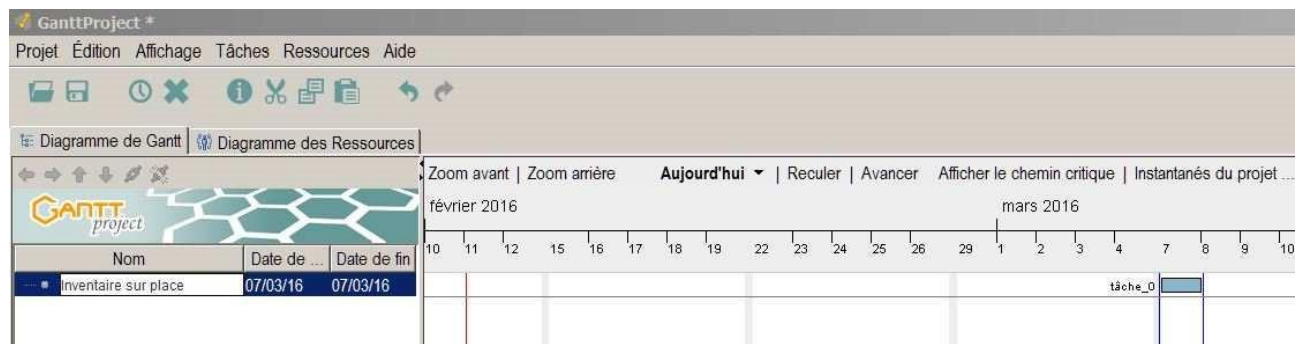 GanttProject *
Projet Édition Affichage Tâches Ressources Aide
Diagramme de Gantt Diagramme des Ressources
Zoom avant | Zoom arrière Aujourd'hui | Reculer | Avancer Afficher le chemin critique | Instantanés du projet ...
GANTT project
février 2016 mars 2016
10 11 12 15 16 17 18 19 22 23 24 25 26 29 1 2 3 4 7 8 9 10
Nom Date de ... Date de fin
Inventaire sur place 07/03/16 07/03/16
tâche_0